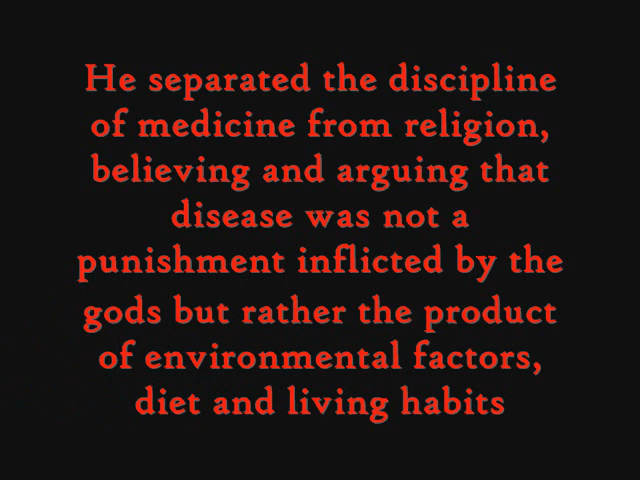 He separated the discipline
of medicine from religion,
believing and arguing that
disease was not a
punishment inflicted by the
gods but rather the product
of environmental factors,
diet and living habits